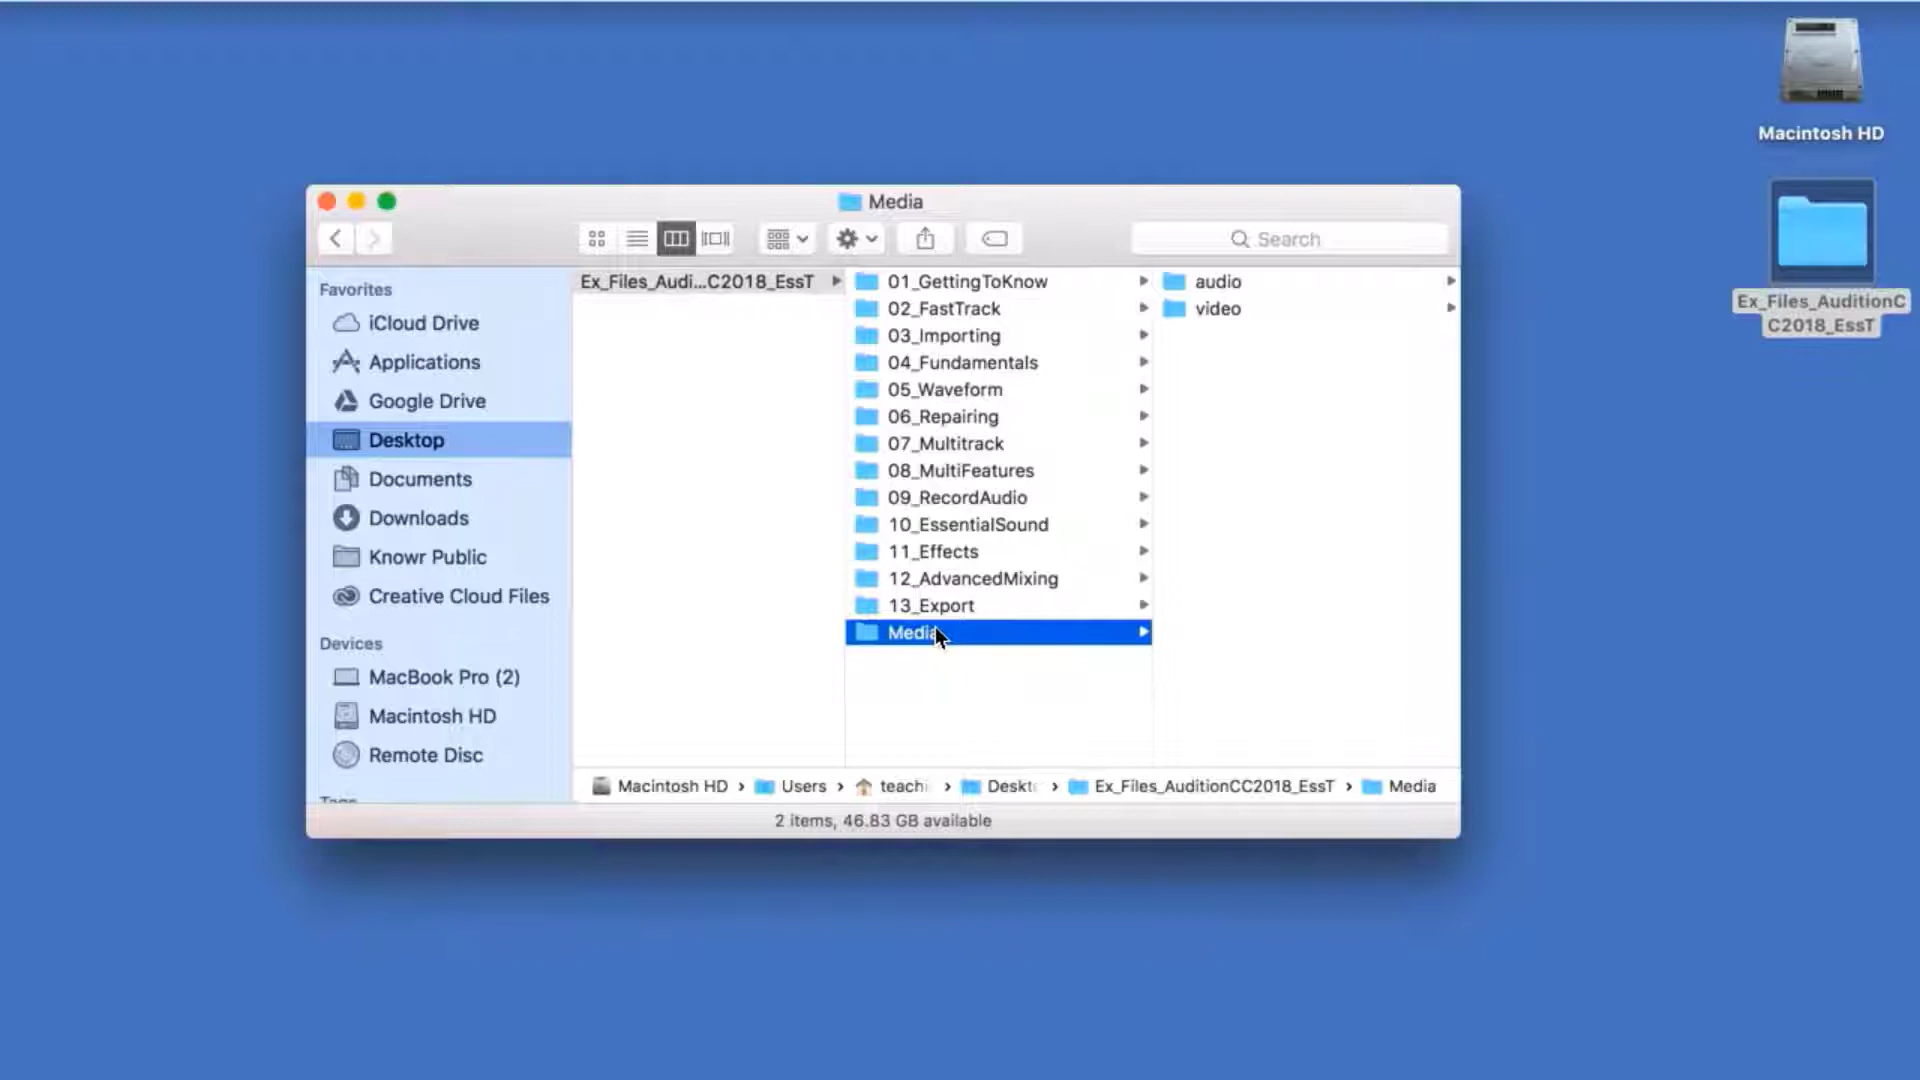 Macintosh HD
Ex_Files_AuditionC
C2018_EssT
Media
Search
Favorites
iCloud Drive
Applications
Google Drive
Desktop
Documents
Downloads
Knowr Public
Creative Cloud Files
Devices
MacBook Pro (2)
Macintosh HD
Remote Disc
Tags
Ex_Files_Audi...C2018_EssT
01_GettingToKnow
02_FastTrack
03_Importing
04_Fundamentals
05_Waveform
06_Repairing
07_Multitrack
08_MultiFeatures
09_RecordAudio
10_EssentialSound
11_Effects
12_AdvancedMixing
13_Export
Media
audio
video
Macintosh HD › Users › teachi › Deskt › Ex_Files_AuditionCC2018_EssT › Media
2 items, 46.83 GB available